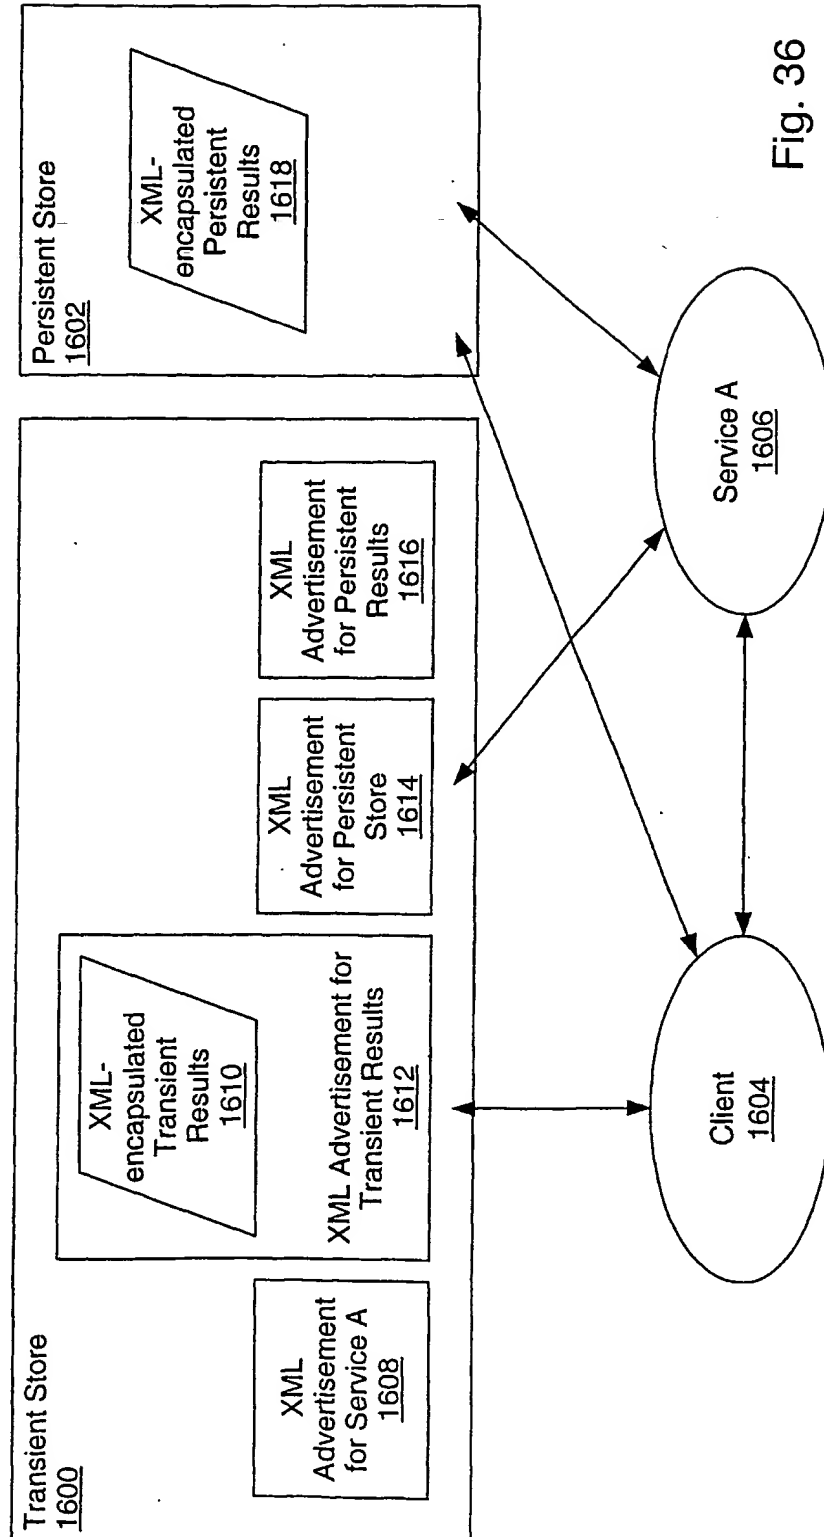 Transient Store
1600
XML
Advertisement
for Service A
1608
XML-
encapsulated
Transient
Results
1610
XML Advertisement for
Transient Results
1612
XML
Advertisement
for Persistent
Store
1614
XML
Advertisement
for Persistent
Results
1616
Persistent Store
1602
XML-
encapsulated
Persistent
Results
1618
Client
1604
Service A
1606
Fig. 36